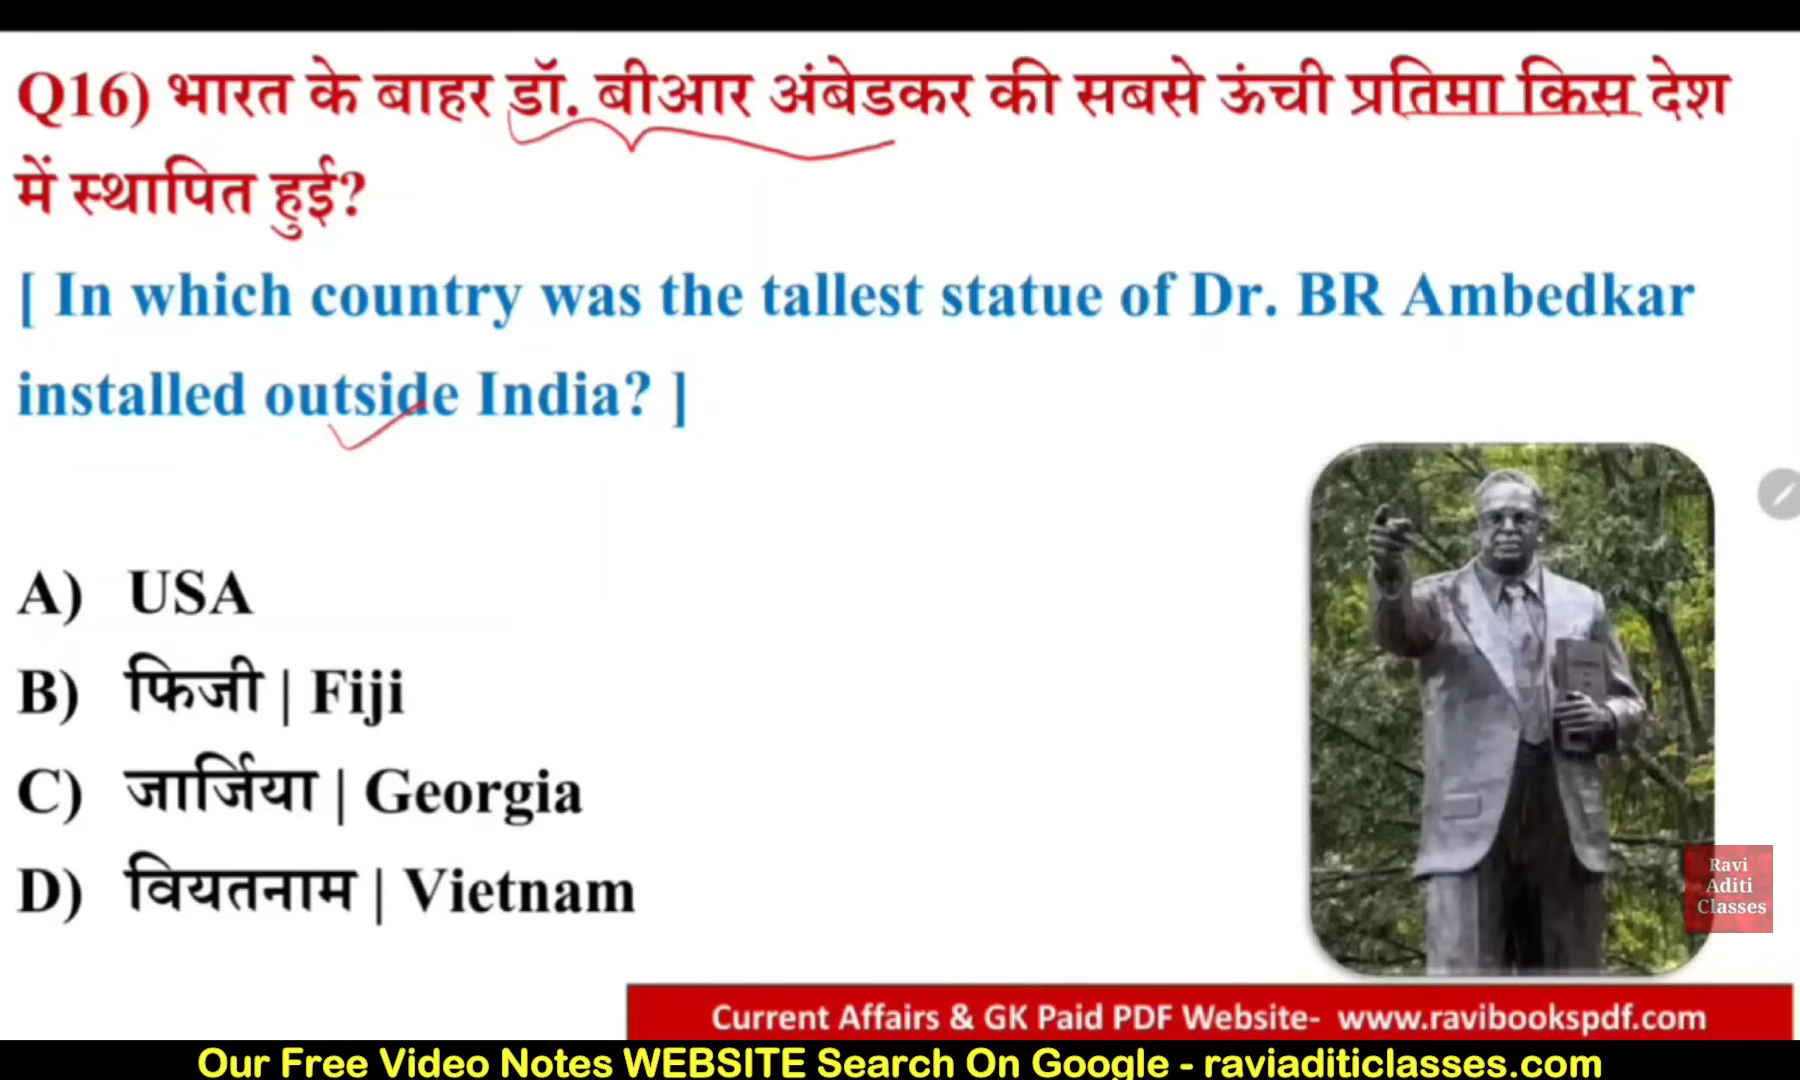 Q16) भारत के बाहर डॉ. बीआर अंबेडकर की सबसे ऊंची प्रतिमा किस देश
में स्थापित हुई?
[ In which country was the tallest statue of Dr. BR Ambedkar
installed outside India? ]
A) USA
B) फिजी | Fiji
C) जार्जिया | Georgia
D) वियतनाम | Vietnam
Ravi
Aditi
Classes
Current Affairs & GK Paid PDF Website- www.ravibookspdf.com
Our Free Video Notes WEBSITE Search On Google - raviaditiclasses.com